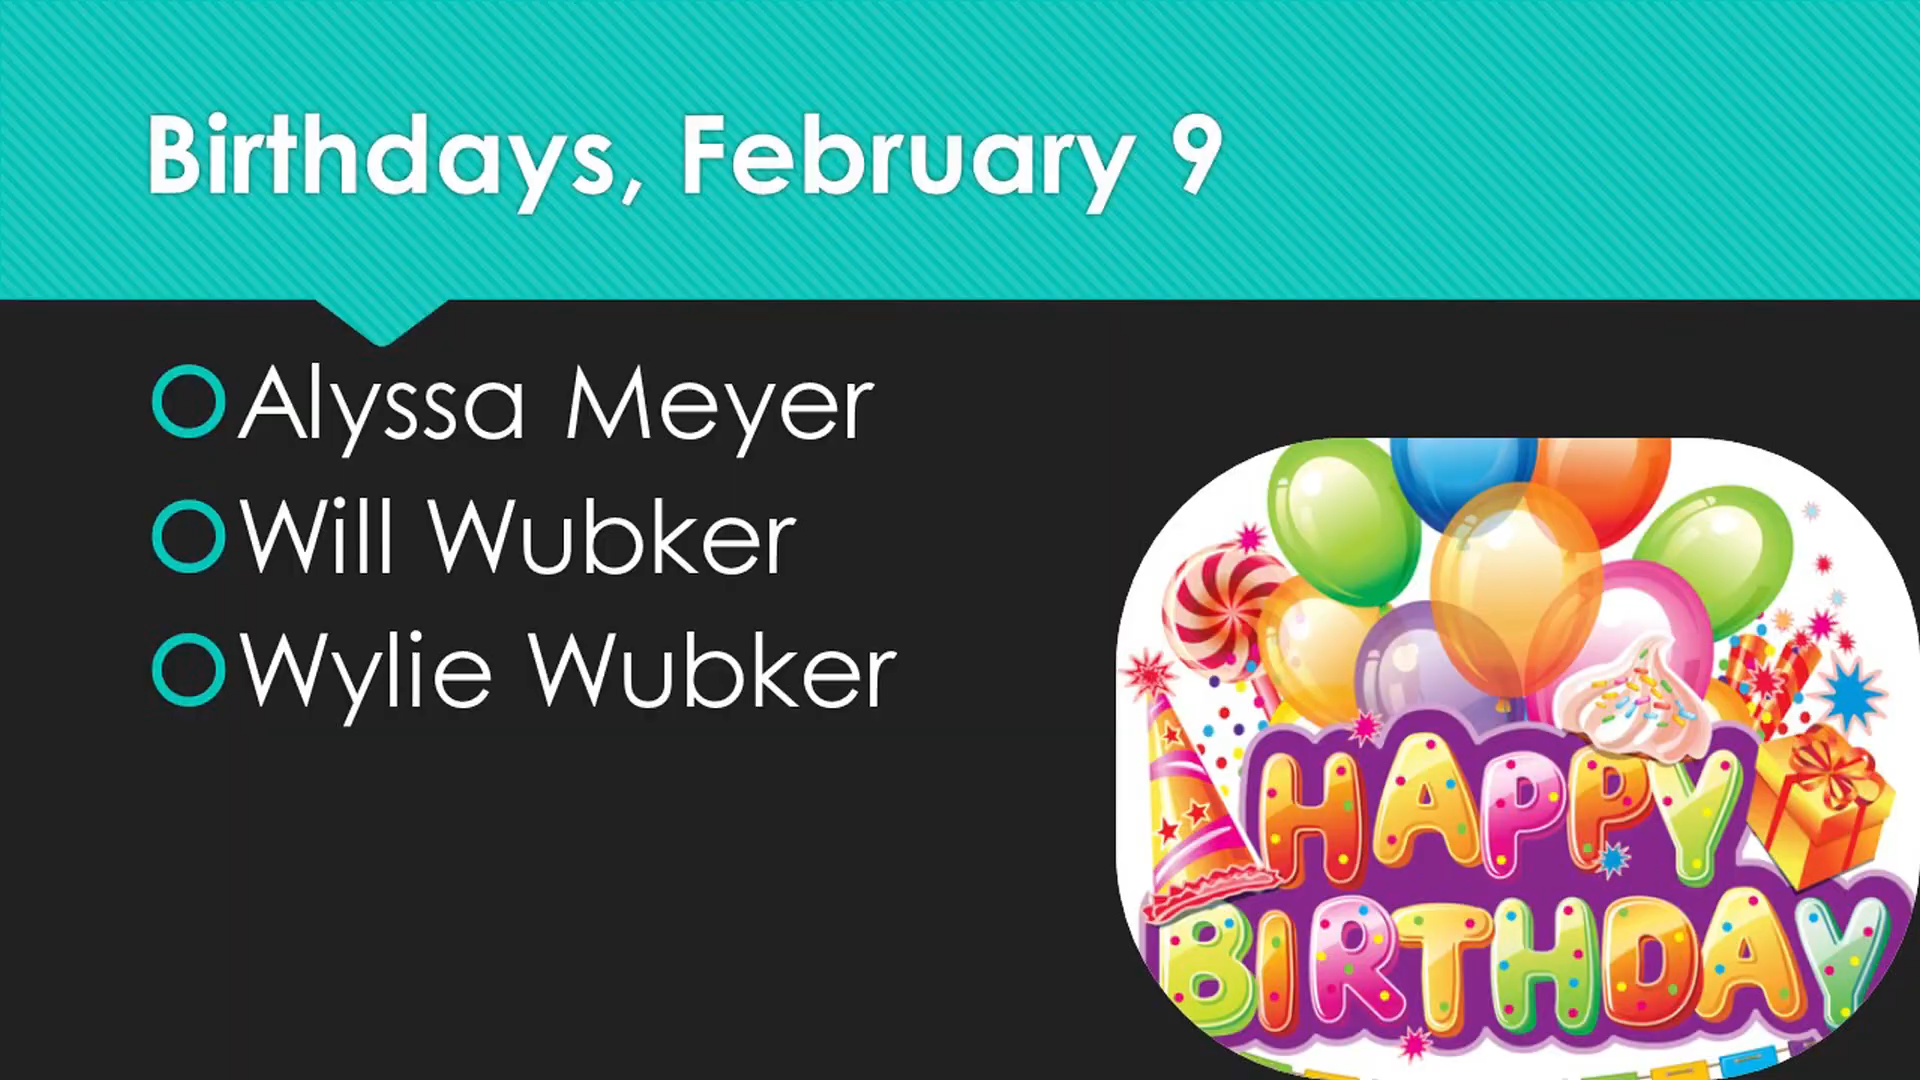 Birthdays, February 9
Alyssa Meyer
Will Wubker
Wylie Wubker
HAPPY
BIRTHDAY